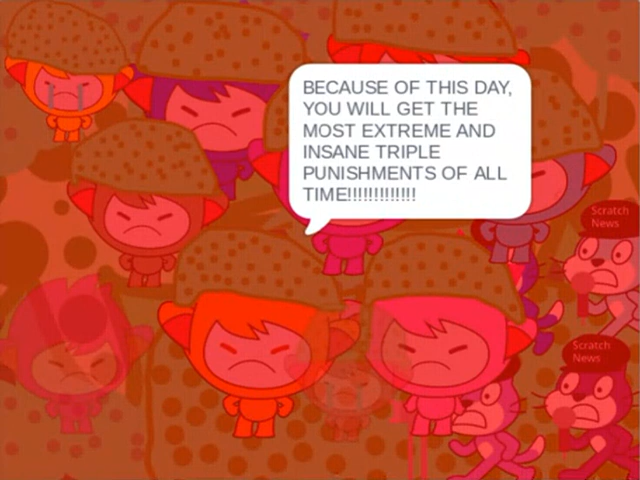 BECAUSE OF THIS DAY,
YOU WILL GET THE
MOST EXTREME AND
INSANE TRIPLE
PUNISHMENTS OF ALL
TIME!!!!!!!!!!!!!
Scratch
News
Scratch
News